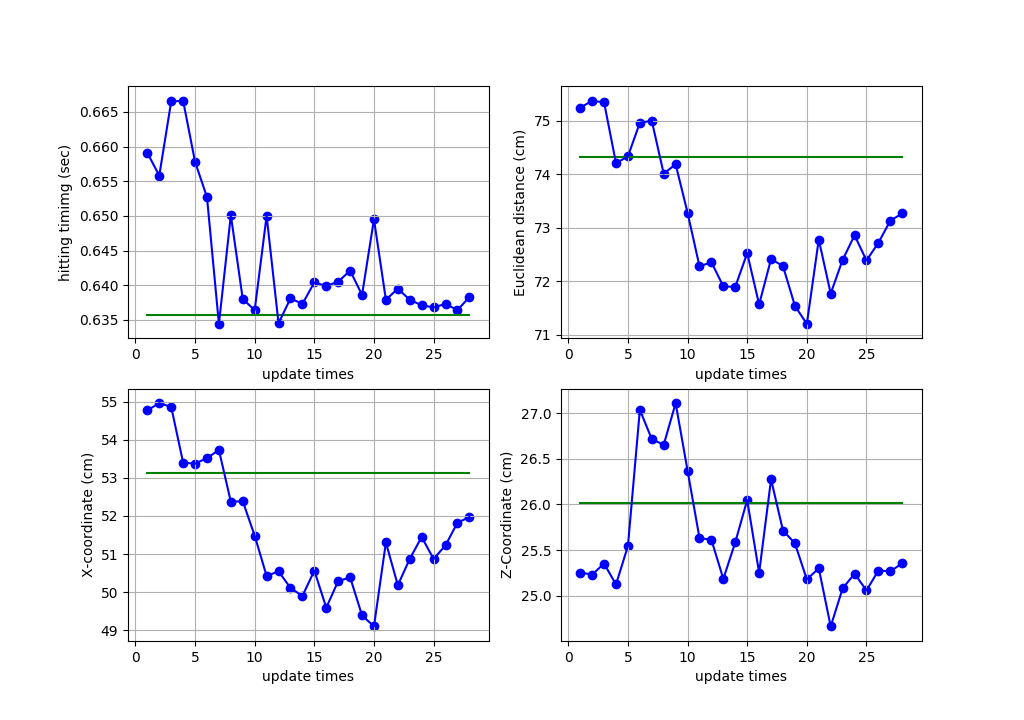 hitting timimg (sec)
0.665
0.660
0.655
0.650
0.645
0.640
0.635
0 5 10 15 20 25
update times
Euclidean distance (cm)
75
74
73
72
71
0 5 10 15 20 25
update times
X-coordinate (cm)
55
54
53
52
51
50
49
0 5 10 15 20 25
update times
Z-Coordinate (cm)
27.0
26.5
26.0
25.5
25.0
0 5 10 15 20 25
update times